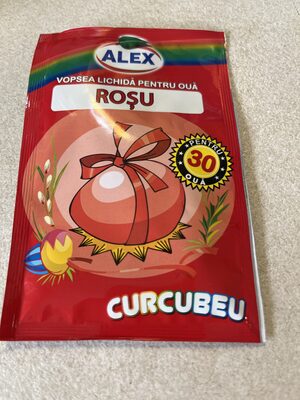 ALEX
VOPSEA LICHIDĂ PENTRU OUĂ
ROȘU
PENTRU
30
OUĂ
CURCUBEU